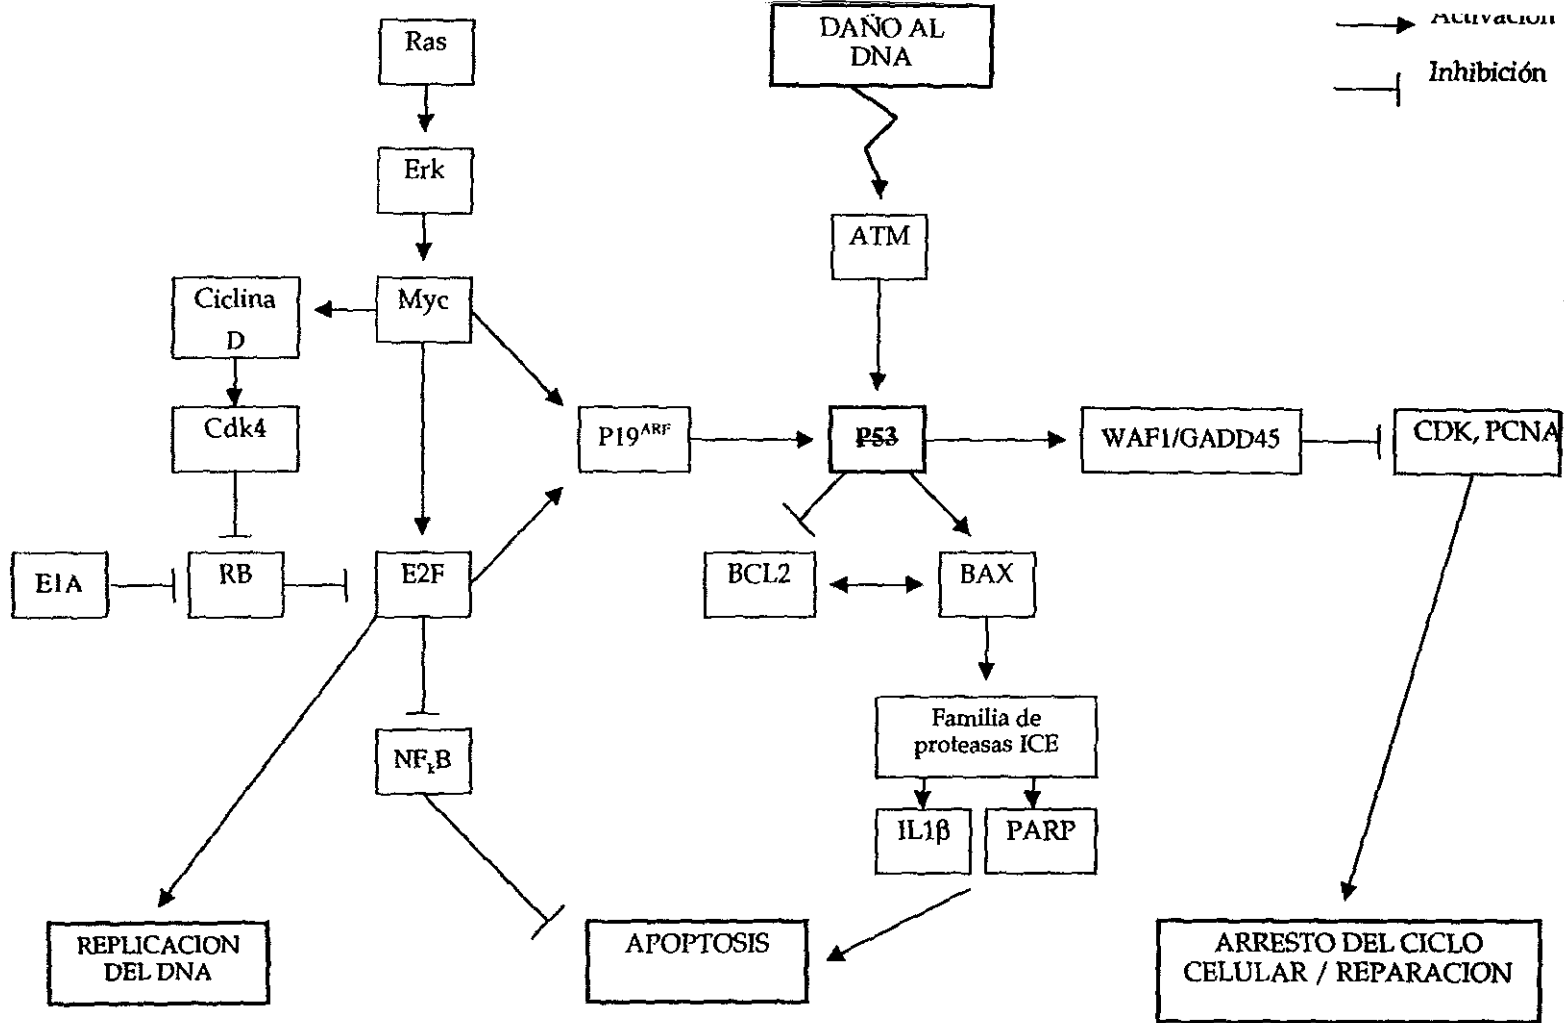 Ras
DAÑO AL
DNA
Activación
Inhibición
Erk
ATM
Ciclina
D
Myc
Cdk4
P19ARF
P53
WAF1/GADD45
CDK, PCNA
E1A
RB
E2F
BCL2
BAX
Familia de
proteasas ICE
NFkB
IL1β
PARP
REPLICACION
DEL DNA
APOPTOSIS
ARRESTO DEL CICLO
CELULAR / REPARACION